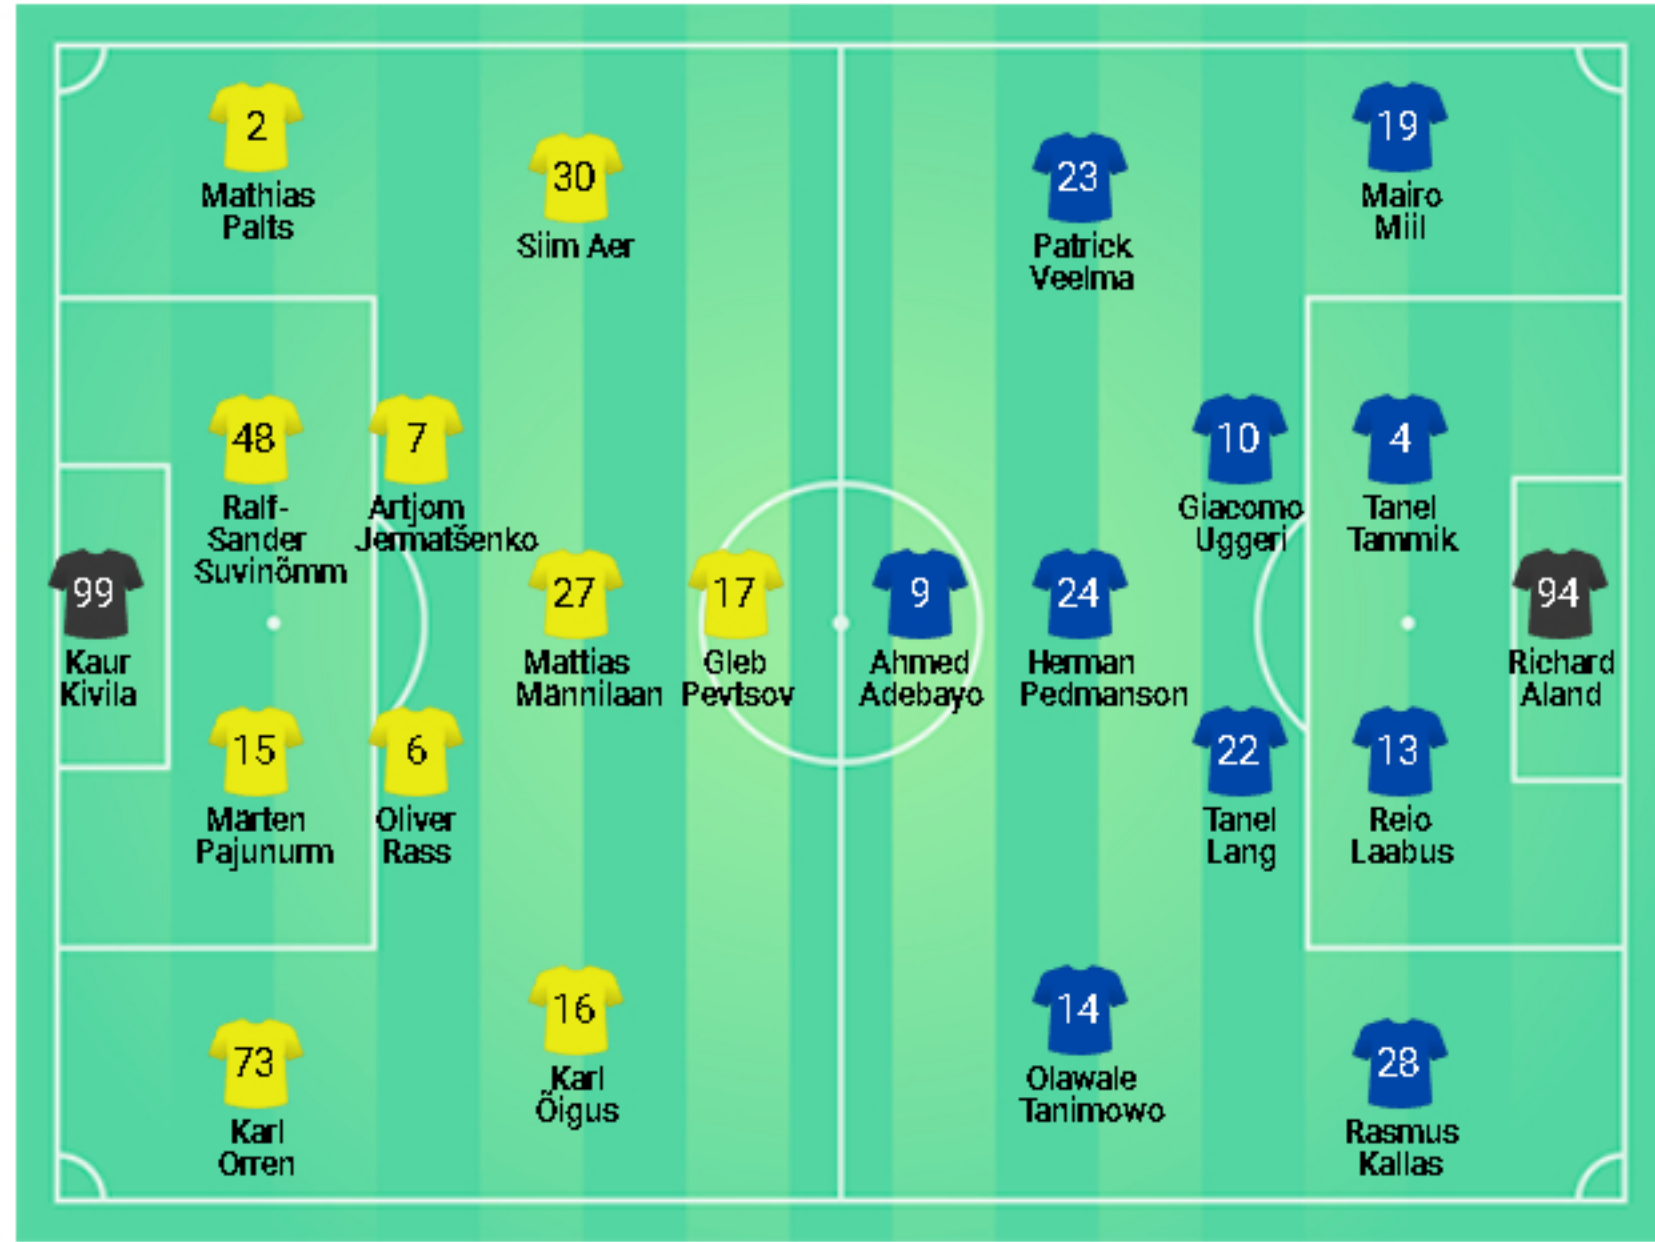 2
Mathias
Palts
30
Siim Aer
23
Patrick
Veelma
19
Mairo
Miil
48
Ralf-
Sander
Suvinõmm
7
Artjom
Jermatšenko
10
Giacomo
Uggeri
4
Tanel
Tammik
99
Kaur
Kivila
27
Mattias
Männilaan
17
Gleb
Pevtsov
9
Ahmed
Adebayo
24
Herman
Pedmanson
94
Richard
Aland
15
Märten
Pajunurm
6
Oliver
Rass
22
Tanel
Lang
13
Reio
Laabus
73
Karl
Orren
16
Karl
Õigus
14
Olawale
Tanimowo
28
Rasmus
Kallas